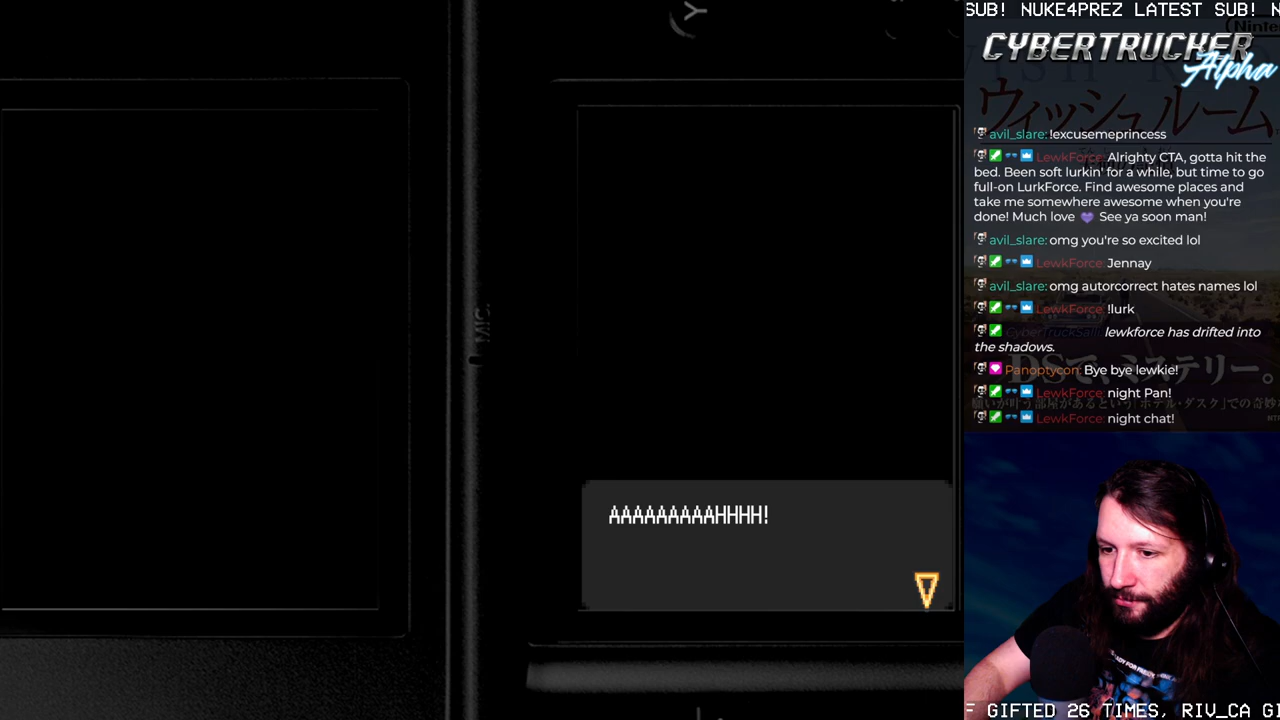 SUB! NUKE4PREZ LATEST SUB! N
CYBERTRUCKER
Alpha
ウィッシュルーム
avil_slare: !excusemeprincess
LewkForce: Alrighty CTA, gotta hit the
bed. Been soft lurkin' for a while, but time to go
full-on LurkForce. Find awesome places and
take me somewhere awesome when you're
done! Much love 💜 See ya soon man!
avil_slare: omg you're so excited lol
LewkForce: Jennay
avil_slare: omg autorrect hates names lol
LewkForce: !lurk
lewkforce has drifted into
the shadows.
Panoptycon: Bye bye lewkie!
DSで、ミステリー。
LewkForce: night Pan!
LewkForce: night chat!
Y
MIC.
AAAAAAAAAHHHH!
GIFTED 26 TIMES, RIV_CA GI